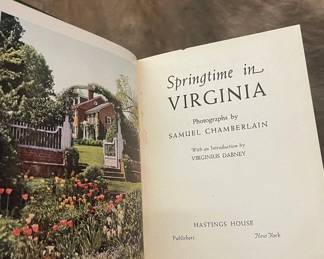 Springtime in
VIRGINIA
Photographs by
SAMUEL CHAMBERLAIN
With an Introduction by
VIRGINIUS DABNEY
HASTINGS HOUSE
Publishers New York